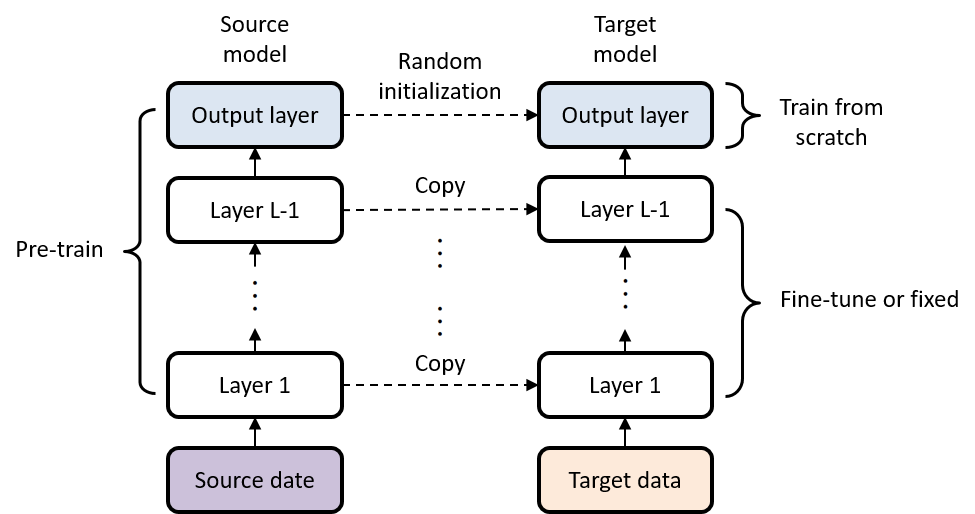 Source
model
Target
model
Random
initialization
Output layer
Output layer
Train from
scratch
Copy
Layer L-1
Layer L-1
Pre-train
Fine-tune or fixed
Copy
Layer 1
Layer 1
Source date
Target data